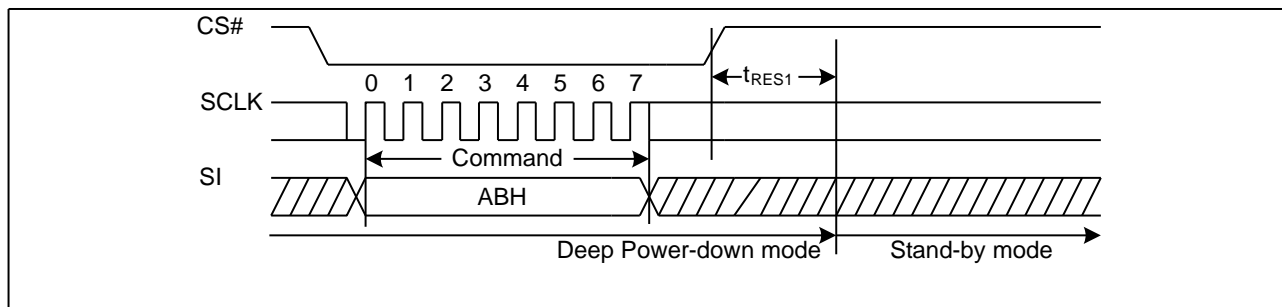 CS#
tRES1
0 1 2 3 4 5 6 7
SCLK
Command
SI
ABH
Deep Power-down mode Stand-by mode